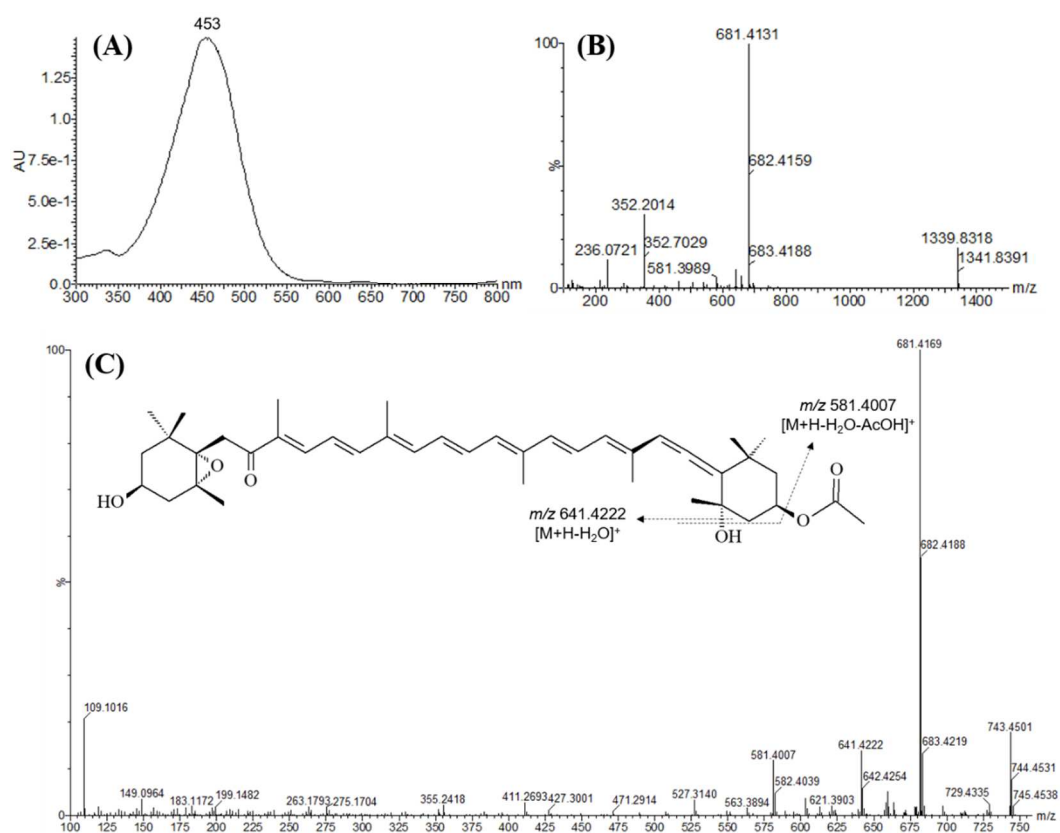 453
(A)
AU
1.25
1.0
7.5e-1
5.0e-1
2.5e-1
0.0
300 350 400 450 500 550 600 650 700 750 800 nm
(B)
100
%
0
681.4131
682.4159
352.2014
352.7029
236.0721
581.3989
683.4188
1339.8318
1341.8391
200 400 600 800 1000 1200 1400 m/z
(C)
100
%
0
681.4169
m/z 581.4007
[M+H-H2O-AcOH]+
HO
O
O
O
O
OH
m/z 641.4222
[M+H-H2O]+
682.4188
109.1016
743.4501
641.4222
683.4219
581.4007
744.4531
582.4039
642.4254
149.0964
183.1172
199.1482
263.1793
275.1704
355.2418
411.2693
427.3001
471.2914
527.3140
563.3894
621.3903
729.4335
745.4538
100 125 150 175 200 225 250 275 300 325 350 375 400 425 450 475 500 525 550 575 600 625 650 675 700 725 750 m/z